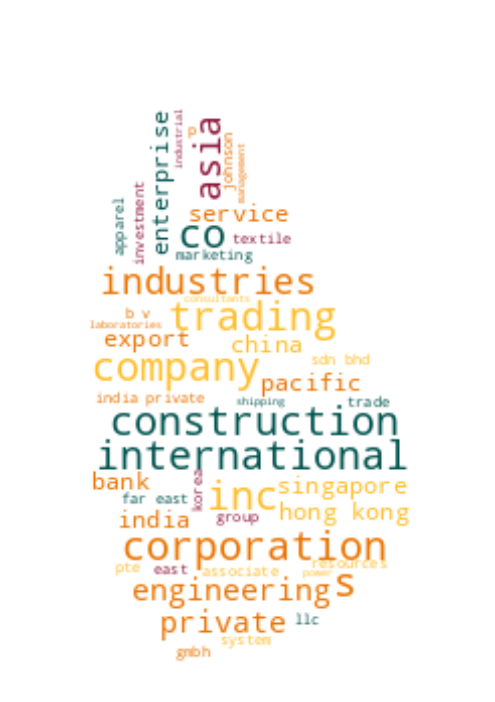 enterprise
industrial
p
asia
johnson
management
apparel
investment
service
co
textile
marketing
industries
consultants
trading
b v
laboratories
export
china
sdn bhd
company
pacific
india private
shipping
trade
construction
international
bank
korea
inc
singapore
far east
india
group
hong kong
corporation
pte
east
associate
resources
power
engineering
s
private
llc
system
gmbh